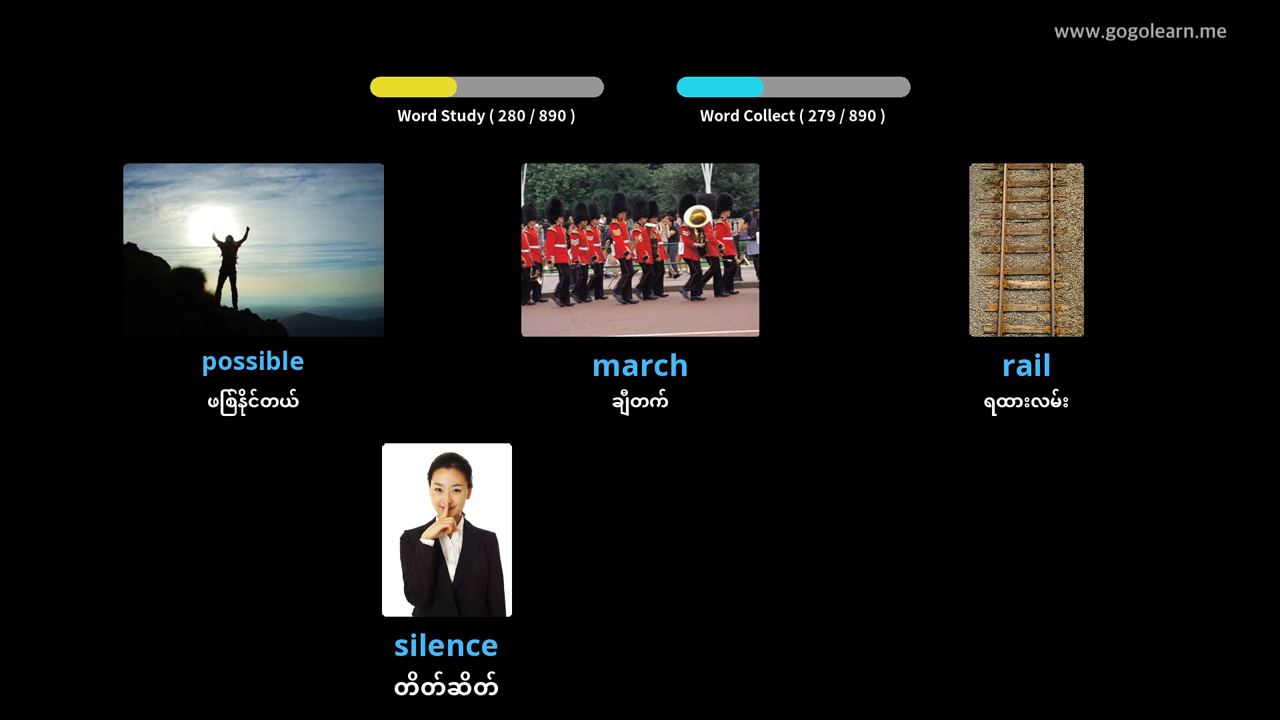 www.gogolearn.me
Word Study ( 280 / 890 )
Word Collect ( 279 / 890 )
possible
ဖစ်ြနိုင်တယ်
march
ချီတက်
rail
ရထားလမ်း
silence
တိတ်ဆိတ်